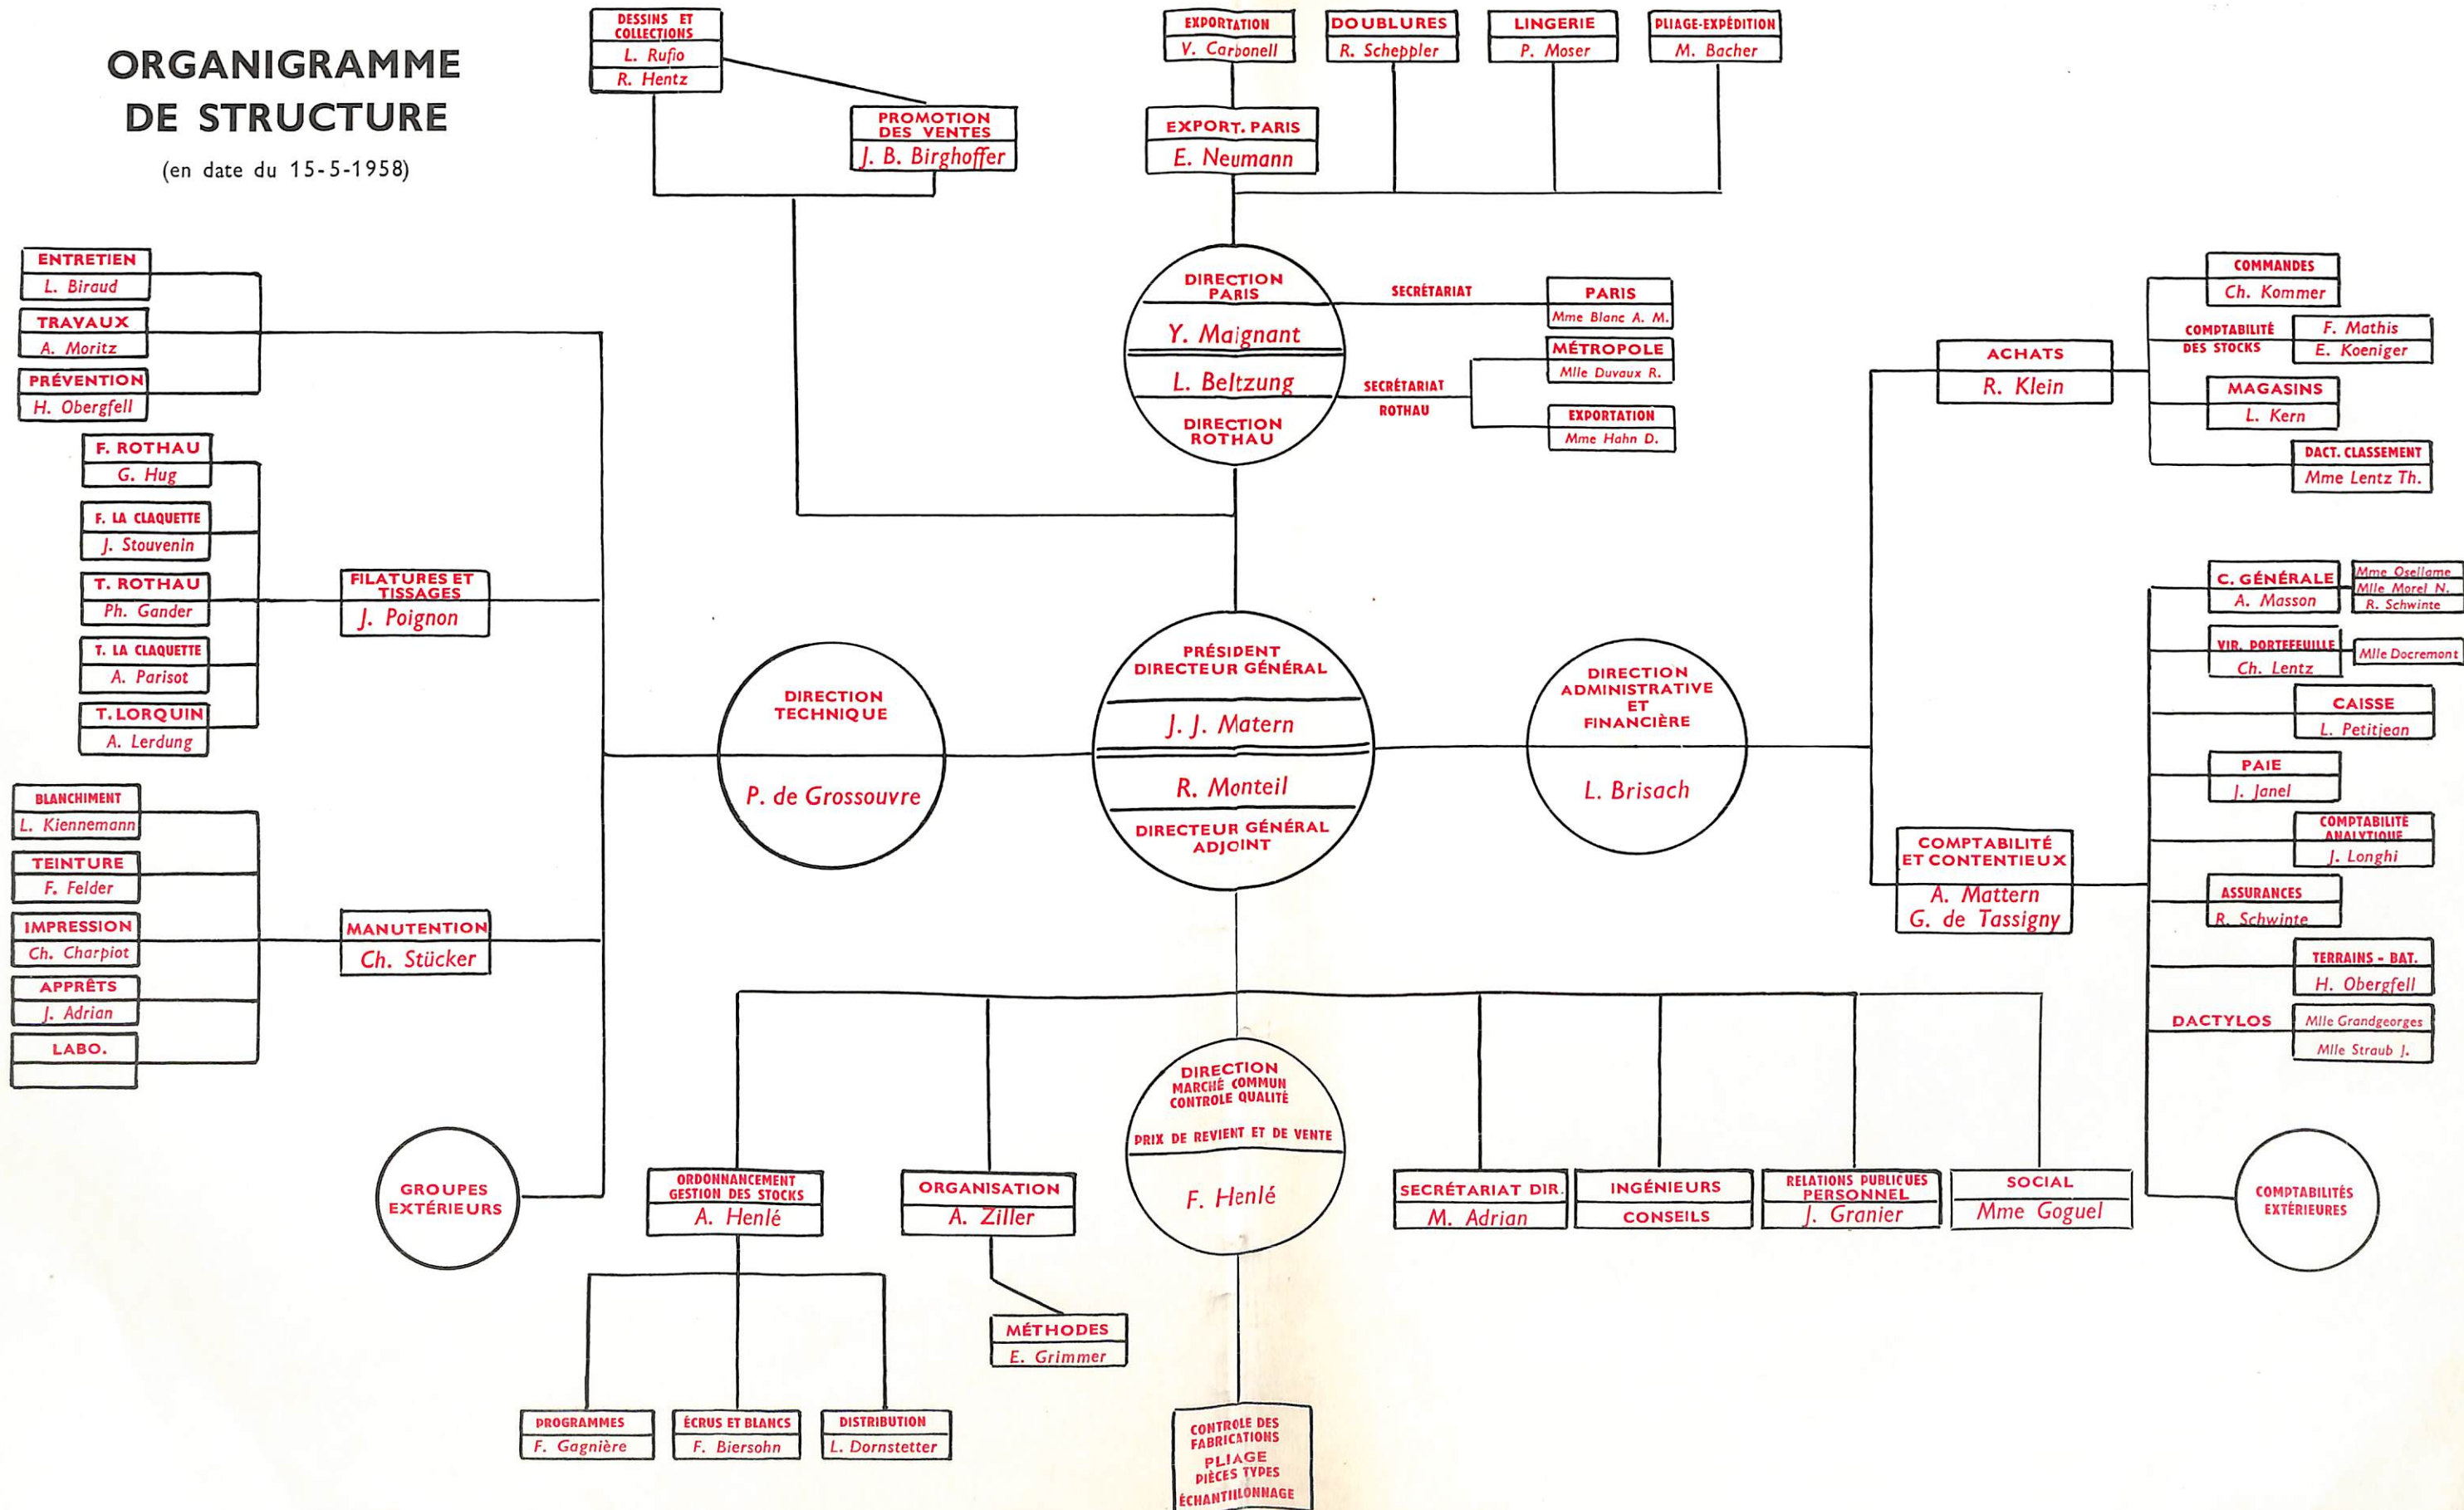 ORGANIGRAMME
DE STRUCTURE
(en date du 15-5-1958)
DESSINS ET
COLLECTIONS
L. Rufio
R. Hentz
PROMOTION
DES VENTES
J. B. Birghoffer
EXPORTATION
V. Carbonell
DOUBLURES
R. Scheppler
LINGERIE
P. Moser
PLIAGE-EXPÉDITION
M. Bacher
EXPORT. PARIS
E. Neumann
DIRECTION
PARIS
Y. Maignant
L. Beltzung
DIRECTION
ROTHAU
SECRÉTARIAT
PARIS
Mme Blanc A. M.
SECRÉTARIAT
ROTHAU
MÉTROPOLE
Mlle Duvaux R.
EXPORTATION
Mme Hahn D.
ENTRETIEN
L. Biraud
TRAVAUX
A. Moritz
PRÉVENTION
H. Obergfell
F. ROTHAU
G. Hug
F. LA CLAQUETTE
J. Stouvenin
T. ROTHAU
Ph. Gander
T. LA CLAQUETTE
A. Parisot
T. LORQUIN
A. Lerdung
FILATURES ET
TISSAGES
J. Poignon
BLANCHIMENT
L. Kiennemann
TEINTURE
F. Felder
IMPRESSION
Ch. Charpiot
APPRÊTS
J. Adrian
LABO.
MANUTENTION
Ch. Stücker
GROUPES
EXTÉRIEURS
DIRECTION
TECHNIQUE
P. de Grossouvre
PRÉSIDENT
DIRECTEUR GÉNÉRAL
J. J. Matern
R. Monteil
DIRECTEUR GÉNÉRAL
ADJOINT
DIRECTION
ADMINISTRATIVE
ET
FINANCIÈRE
L. Brisach
ACHATS
R. Klein
COMMANDES
Ch. Kommer
COMPTABILITÉ
DES STOCKS
F. Mathis
E. Koeniger
MAGASINS
L. Kern
DACT. CLASSEMENT
Mme Lentz Th.
COMPTABILITÉ
ET CONTENTIEUX
A. Mattern
G. de Tassigny
C. GÉNÉRALE
A. Masson
Mme Osellame
Mlle Morel N.
R. Schwinte
VIR. PORTEFEUILLE
Ch. Lentz
Mlle Docremont
CAISSE
L. Petitjean
PAIE
J. Janel
COMPTABILITÉ
ANALYTIQUE
J. Longhi
ASSURANCES
R. Schwinte
TERRAINS - BAT.
H. Obergfell
DACTYLOS
Mlle Grandgeorges
Mlle Straub J.
COMPTABILITÉS
EXTÉRIEURES
DIRECTION
MARCHÉ COMMUN
CONTROLE QUALITÉ
PRIX DE REVIENT ET DE VENTE
F. Henlé
ORDONNANCEMENT
GESTION DES STOCKS
A. Henlé
ORGANISATION
A. Ziller
SECRÉTARIAT DIR.
M. Adrian
INGÉNIEURS
CONSEILS
RELATIONS PUBLIQUES
PERSONNEL
J. Granier
SOCIAL
Mme Goguel
MÉTHODES
E. Grimmer
PROGRAMMES
F. Gagnière
ÉCRUS ET BLANCS
F. Biersohn
DISTRIBUTION
L. Dornstetter
CONTROLE DES
FABRICATIONS
PLIAGE
PIÈCES TYPES
ÉCHANTILLONNAGE